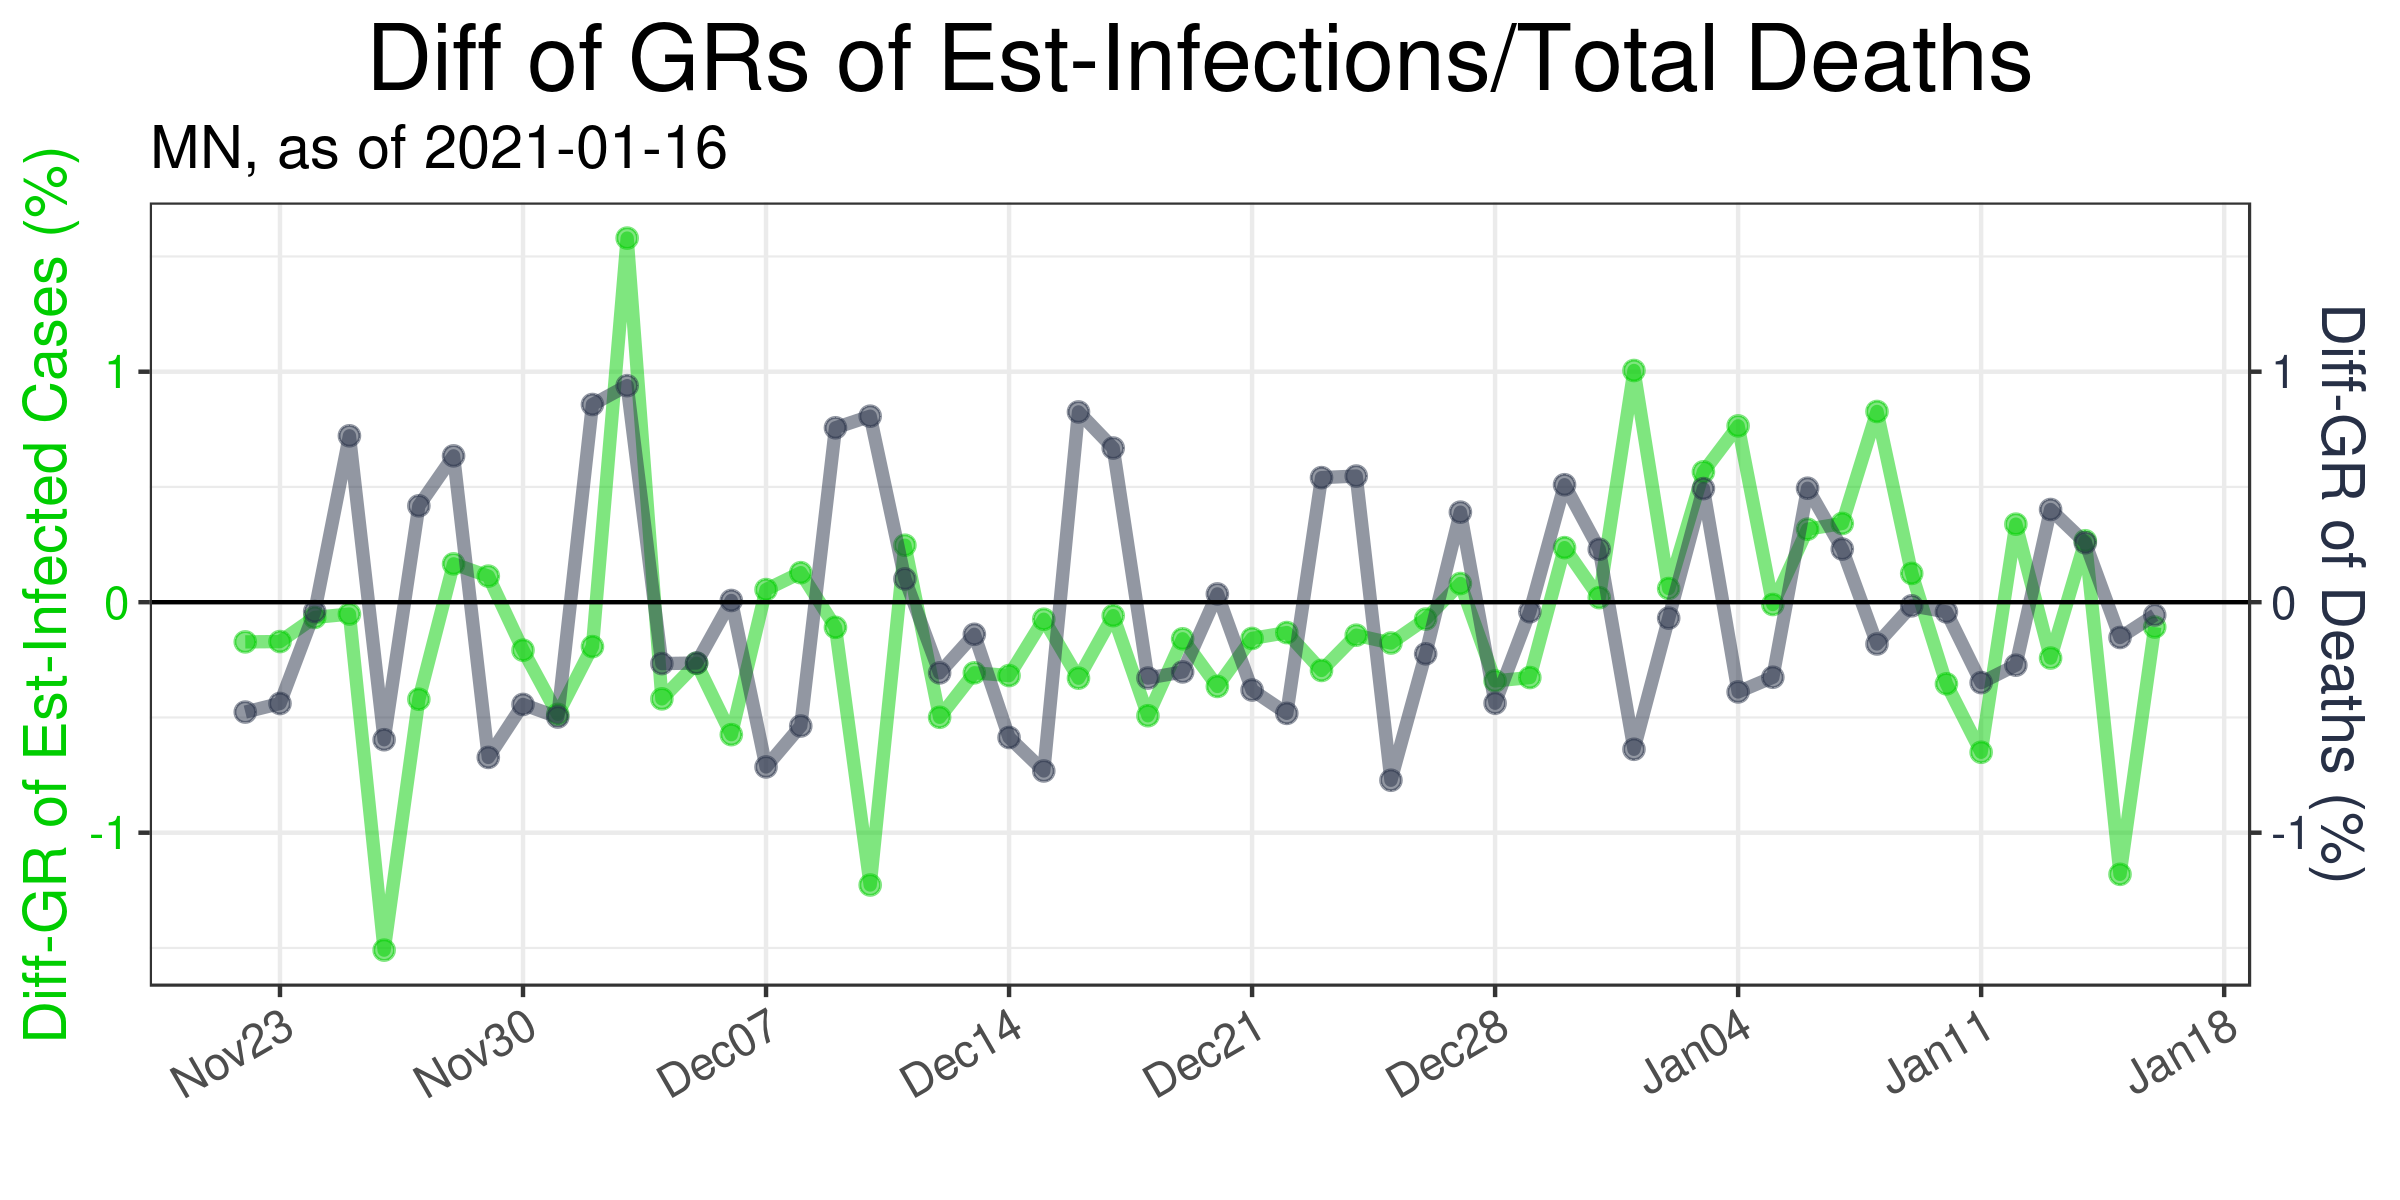 Diff of GRs of Est-Infections/Total Deaths
MN, as of 2021-01-16
Diff-GR of Est-Infected Cases (%)
1
0
-1
1
0
-1
Diff-GR of Deaths (%)
Nov23
Nov30
Dec07
Dec14
Dec21
Dec28
Jan04
Jan11
Jan18